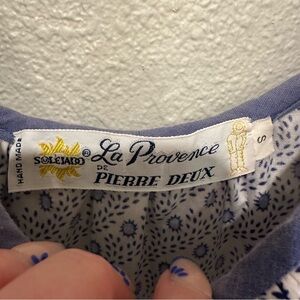 HAND MADE
SOLEIADO®
La Provence
DE
PIERRE DEUX
S